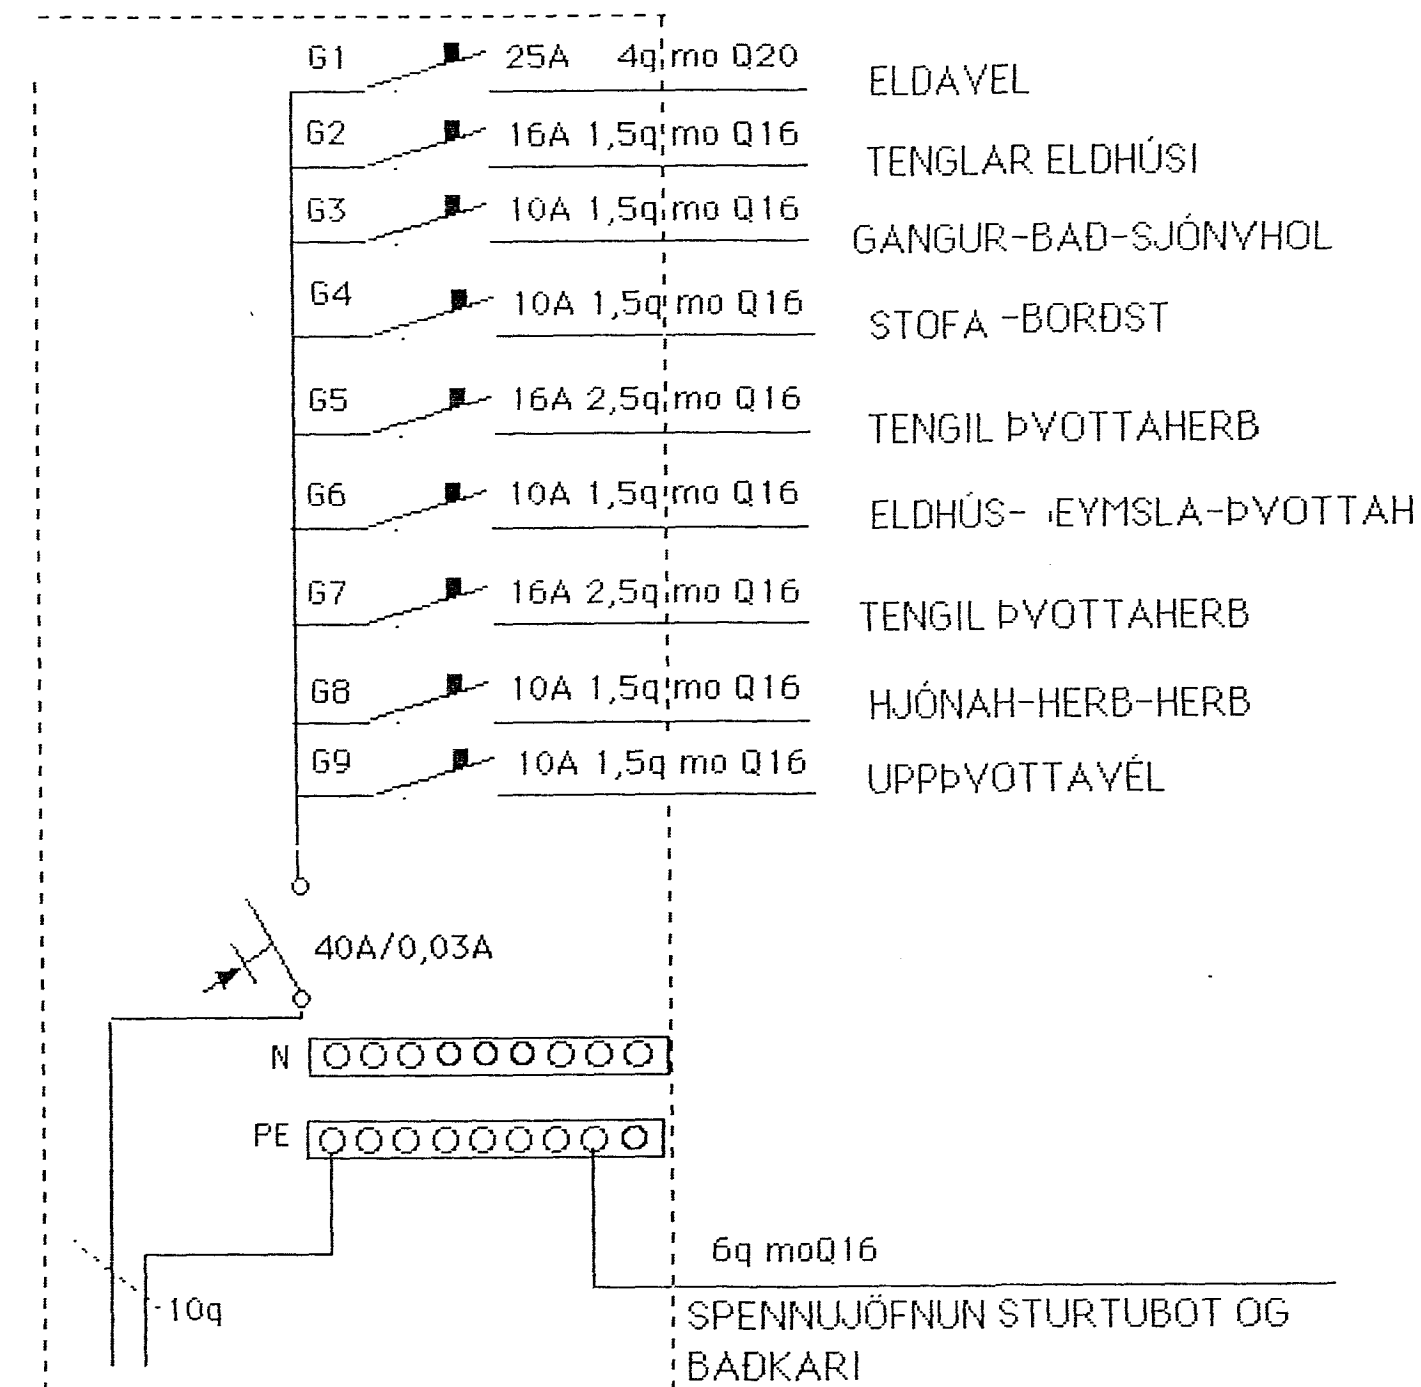 G1 25A 4q mo Q20 ELDAVEL
G2 16A 1,5q mo Q16 TENGLAR ELDHÚSI
G3 10A 1,5q mo Q16 GANGUR-BAÐ-SJÓNVHOL
G4 10A 1,5q mo Q16 STOFA -BORÐST
G5 16A 2,5q mo Q16 TENGIL ÞVOTTAHERB
G6 10A 1,5q mo Q16 ELDHÚS- EYMSLA-ÞVOTTAH
G7 16A 2,5q mo Q16 TENGIL ÞVOTTAHERB
G8 10A 1,5q mo Q16 HJÓNAH-HERB-HERB
G9 10A 1,5q mo Q16 UPPÞVOTTAVÉL
40A/0,03A
N
PE
6q moQ16
10q
SPENNUJÖFNUN STURTUBOT OG
BAÐKARI